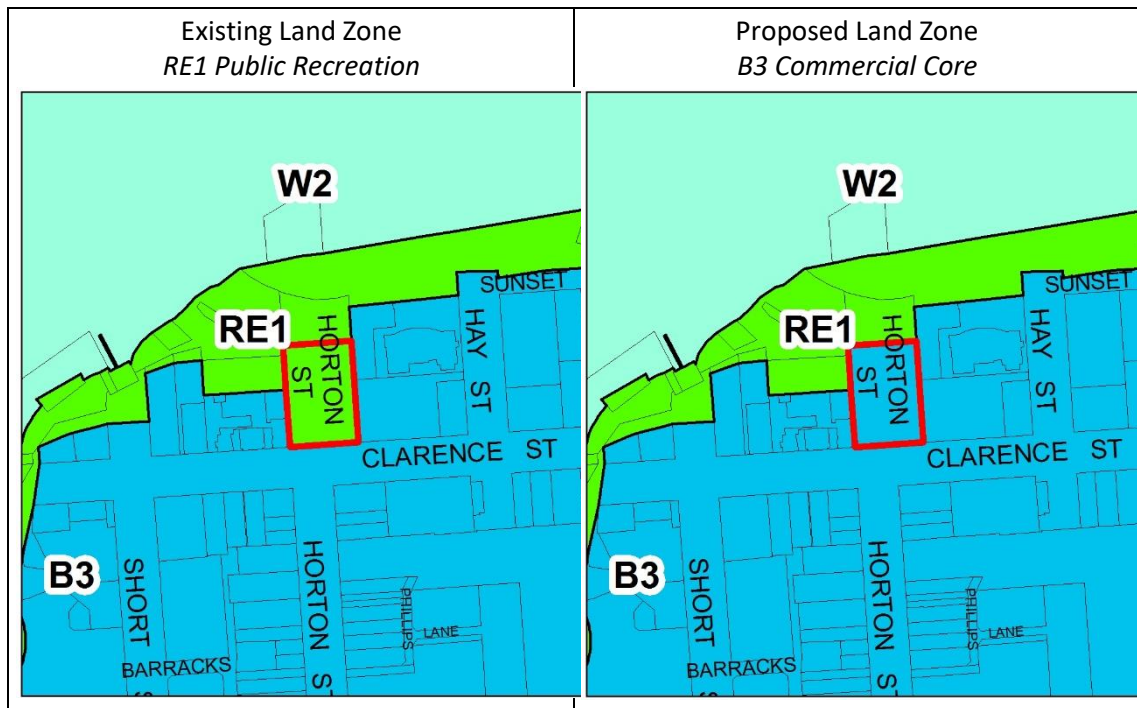 Existing Land Zone
RE1 Public Recreation
Proposed Land Zone
B3 Commercial Core
W2
SUNSET
RE1
HORTON
ST
HAY
ST
CLARENCE ST
B3
SHORT
HORTON ST
PHILLIPS
LANE
BARRACKS
W2
SUNSET
RE1
HORTON
ST
HAY
ST
CLARENCE ST
B3
SHORT
HORTON ST
PHILLIPS
LANE
BARRACKS